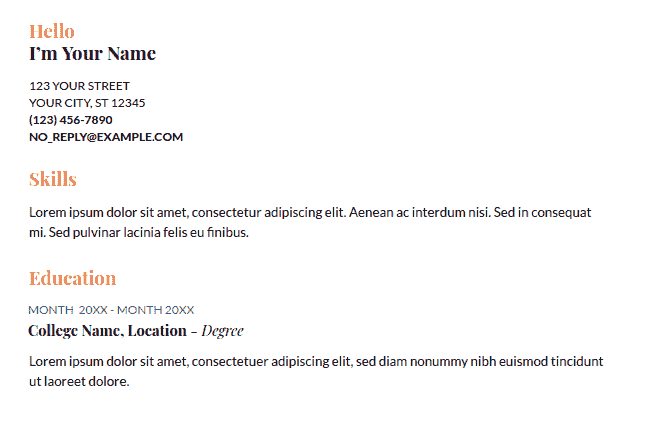 Hello
I'm Your Name
123 YOUR STREET
YOUR CITY, ST 12345
(123) 456-7890
NO_REPLY@EXAMPLE.COM
Skills
Lorem ipsum dolor sit amet, consectetur adipiscing elit. Aenean ac interdum nisi. Sed in consequat
mi. Sed pulvinar lacinia felis eu finibus.
Education
MONTH 20XX - MONTH 20XX
College Name, Location - Degree
Lorem ipsum dolor sit amet, consectetuer adipiscing elit, sed diam nonummy nibh euismod tincidunt
ut laoreet dolore.